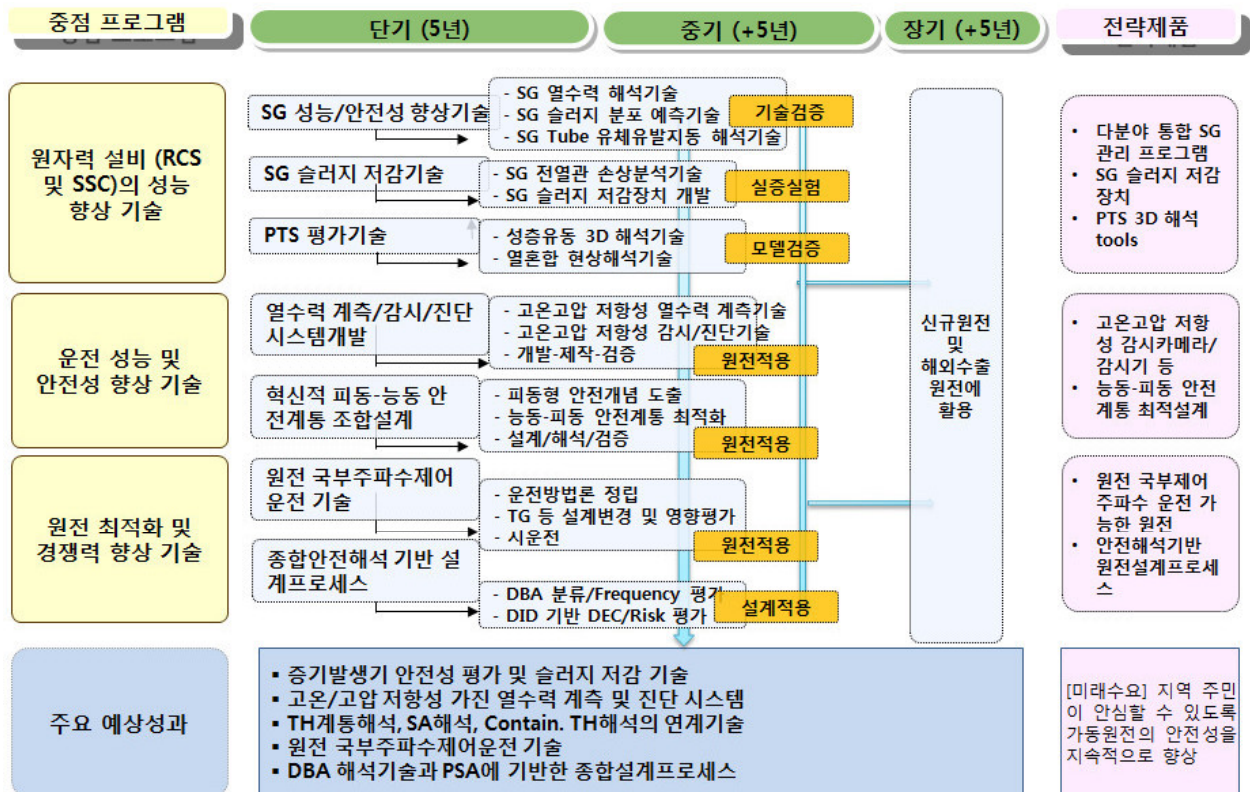 중점 프로그램
단기 (5년)
중기 (+5년)
장기 (+5년)
전략제품
원자력 설비 (RCS
및 SSC)의 성능
향상 기술
SG 성능/안전성 향상기술
- SG 열수력 해석기술
- SG 슬러지 분포 예측기술
- SG Tube 유체유발지동 해석기술
기술검증
SG 슬러지 저감기술
- SG 전열관 손상분석기술
- SG 슬러지 저감장치 개발
실증실험
PTS 평가기술
- 성층유동 3D 해석기술
- 열혼합 현상해석기술
모델검증
신규원전
및
해외수출
원전에
활용
• 다분야 통합 SG
관리 프로그램
• SG 슬러지 저감
장치
• PTS 3D 해석
tools
운전 성능 및
안전성 향상 기술
열수력 계측/감시/진단
시스템개발
- 고온고압 저항성 열수력 계측기술
- 고온고압 저항성 감시/진단기술
- 개발-제작-검증
원전적용
혁신적 피동-능동 안
전계통 조합설계
- 피동형 안전개념 도출
- 능동-피동 안전계통 최적화
- 설계/해석/검증
원전적용
• 고온고압 저항
성 감시카메라/
감시기 등
• 능동-피동 안전
계통 최적설계
원전 최적화 및
경쟁력 향상 기술
원전 국부주파수제어
운전 기술
- 운전방법론 정립
- TG 등 설계변경 및 영향평가
- 시운전
원전적용
종합안전해석 기반 설
계프로세스
- DBA 분류/Frequency 평가
- DID 기반 DEC/Risk 평가
설계적용
• 원전 국부제어
주파수 운전 가
능한 원전
• 안전해석기반
원전설계프로세
스
주요 예상성과
▪ 증기발생기 안전성 평가 및 슬러지 저감 기술
▪ 고온/고압 저항성 가진 열수력 계측 및 진단 시스템
▪ TH계통해석, SA해석, Contain. TH해석의 연계기술
▪ 원전 국부주파수제어운전 기술
▪ DBA 해석기술과 PSA에 기반한 종합설계프로세스
[미래수요] 지역 주민
이 안심할 수 있도록
가동원전의 안전성을
지속적으로 향상